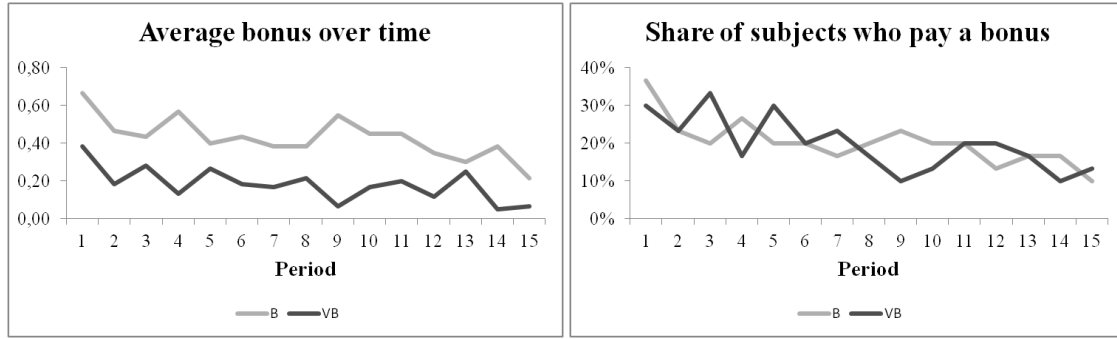 Average bonus over time
0,80
0,60
0,40
0,20
0,00
1 2 3 4 5 6 7 8 9 10 11 12 13 14 15
Period
B VB
Share of subjects who pay a bonus
40%
30%
20%
10%
0%
1 2 3 4 5 6 7 8 9 10 11 12 13 14 15
Period
B VB